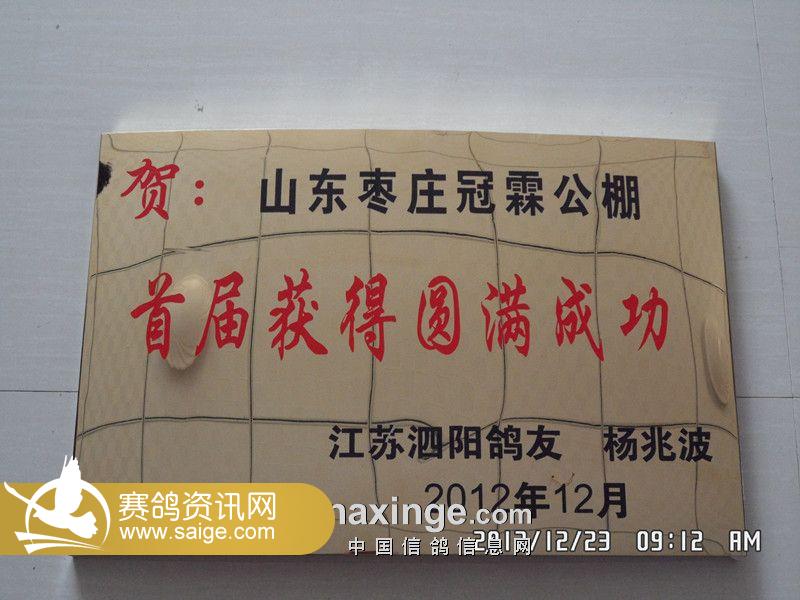 贺： 山东枣庄冠霖公棚
首届获得圆满成功
江苏泗阳鸽友 杨兆波
2012年12月
赛鸽资讯网
www.saige.com
naxinge.com
中国信鸽信息网
2012/12/23 09:12 AM